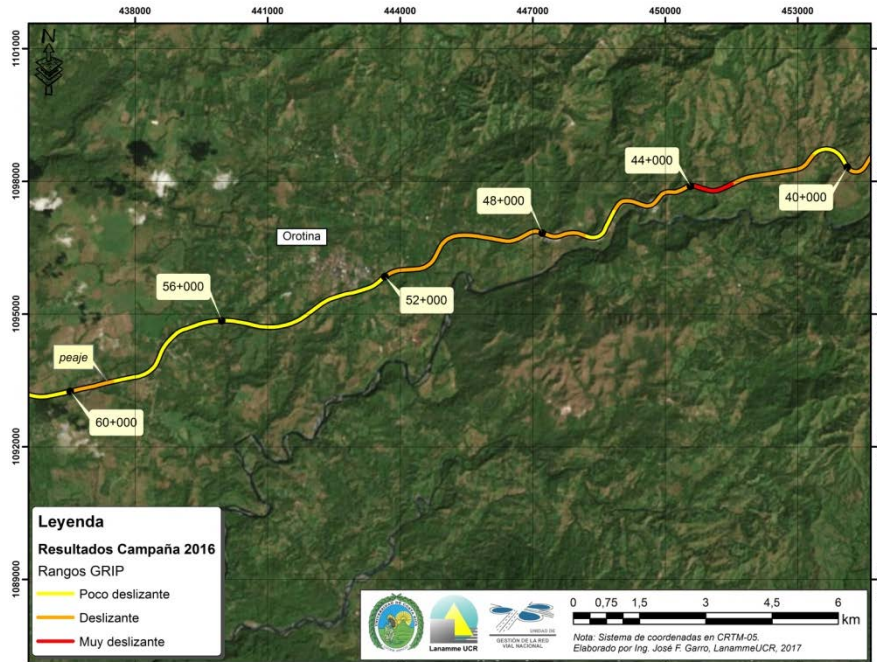 438000
441000
444000
447000
450000
453000
1101000
1098000
1095000
1092000
1089000
N
44+000
48+000
40+000
Orotina
56+000
52+000
peaje
60+000
Leyenda
Resultados Campaña 2016
Rangos GRIP
Poco deslizante
Deslizante
Muy deslizante
Lanamme UCR
UNIDAD DE
GESTIÓN DE LA RED
VIAL NACIONAL
0 0,75 1,5 3 4,5 6
km
Nota: Sistema de coordenadas en CRTM-05.
Elaborado por Ing. José F. Garro, LanammeUCR, 2017